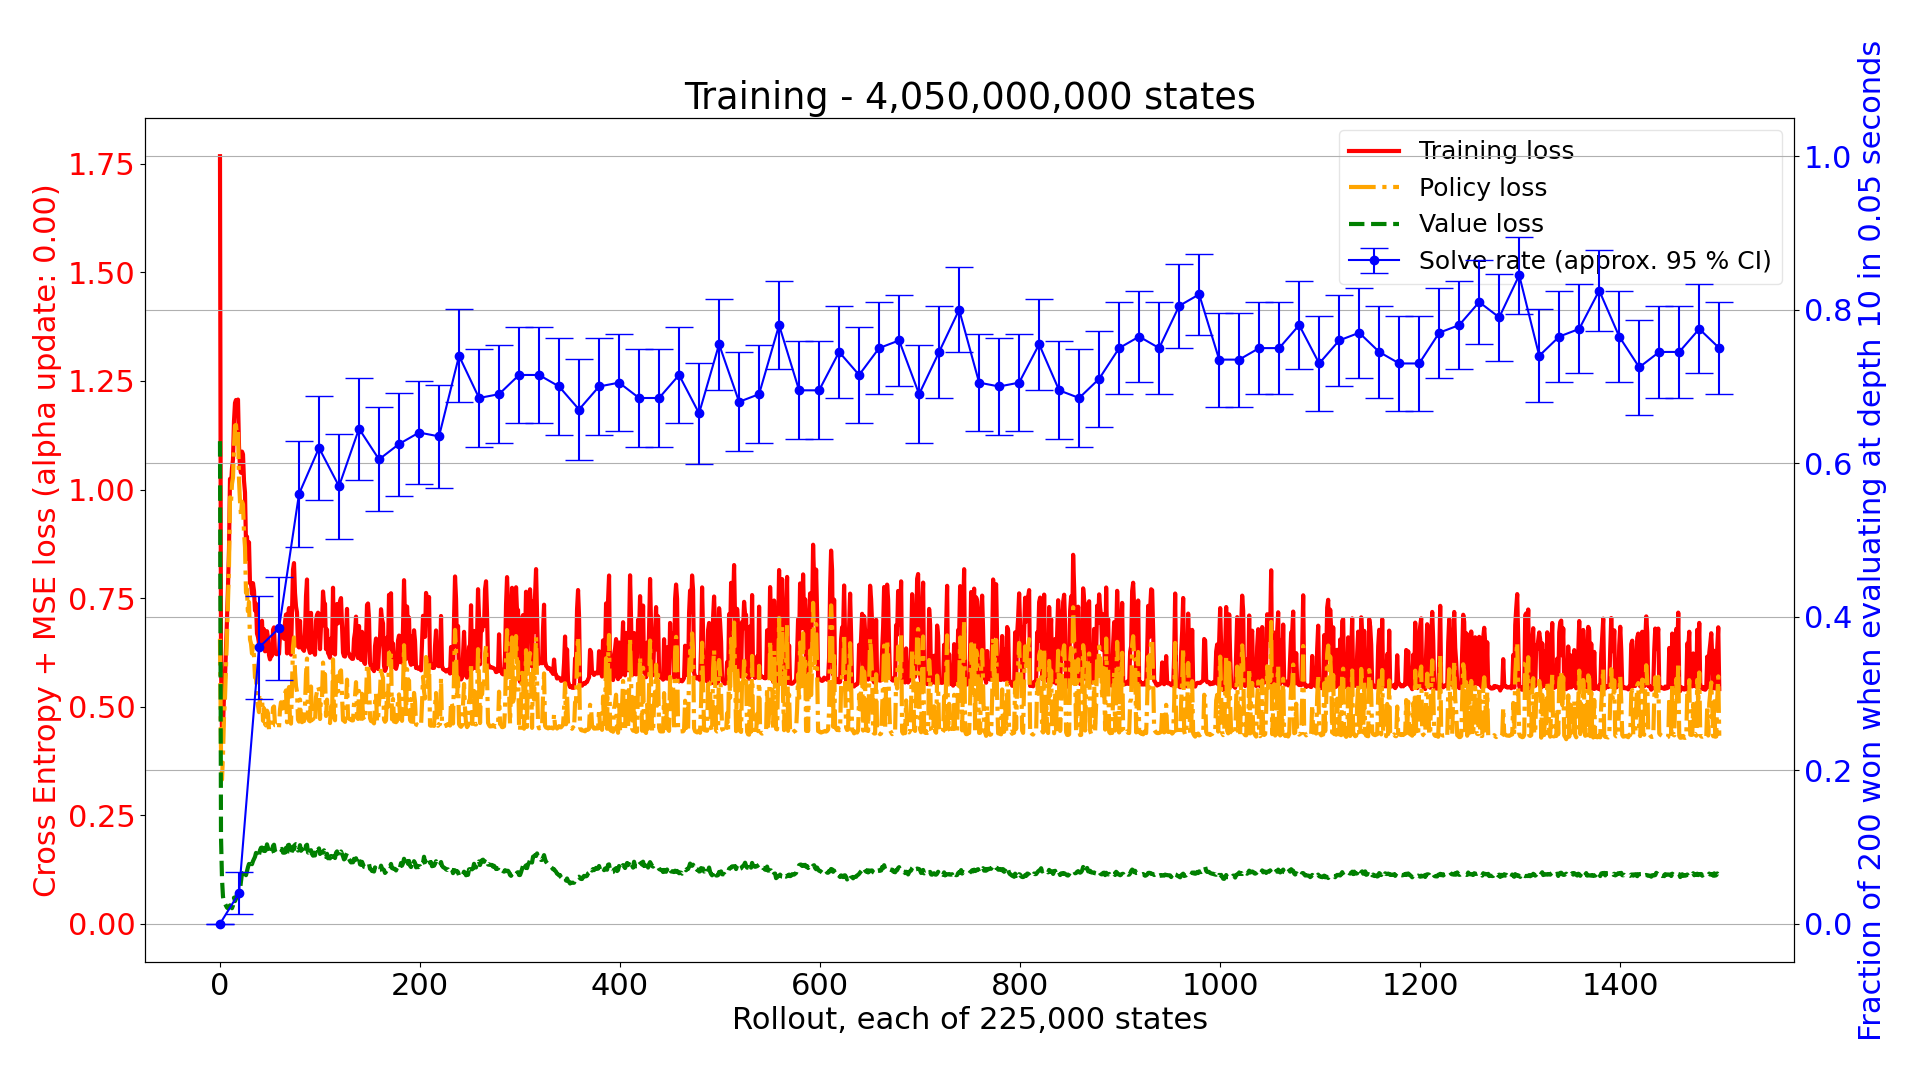 Training - 4,050,000,000 states
Cross Entropy + MSE loss (alpha update: 0.00)
1.75
1.50
1.25
1.00
0.75
0.50
0.25
0.00
Training loss
Policy loss
Value loss
Solve rate (approx. 95 % CI)
1.0
0.8
0.6
0.4
0.2
0.0
Fraction of 200 won when evaluating at depth 10 in 0.05 seconds
0 200 400 600 800 1000 1200 1400
Rollout, each of 225,000 states